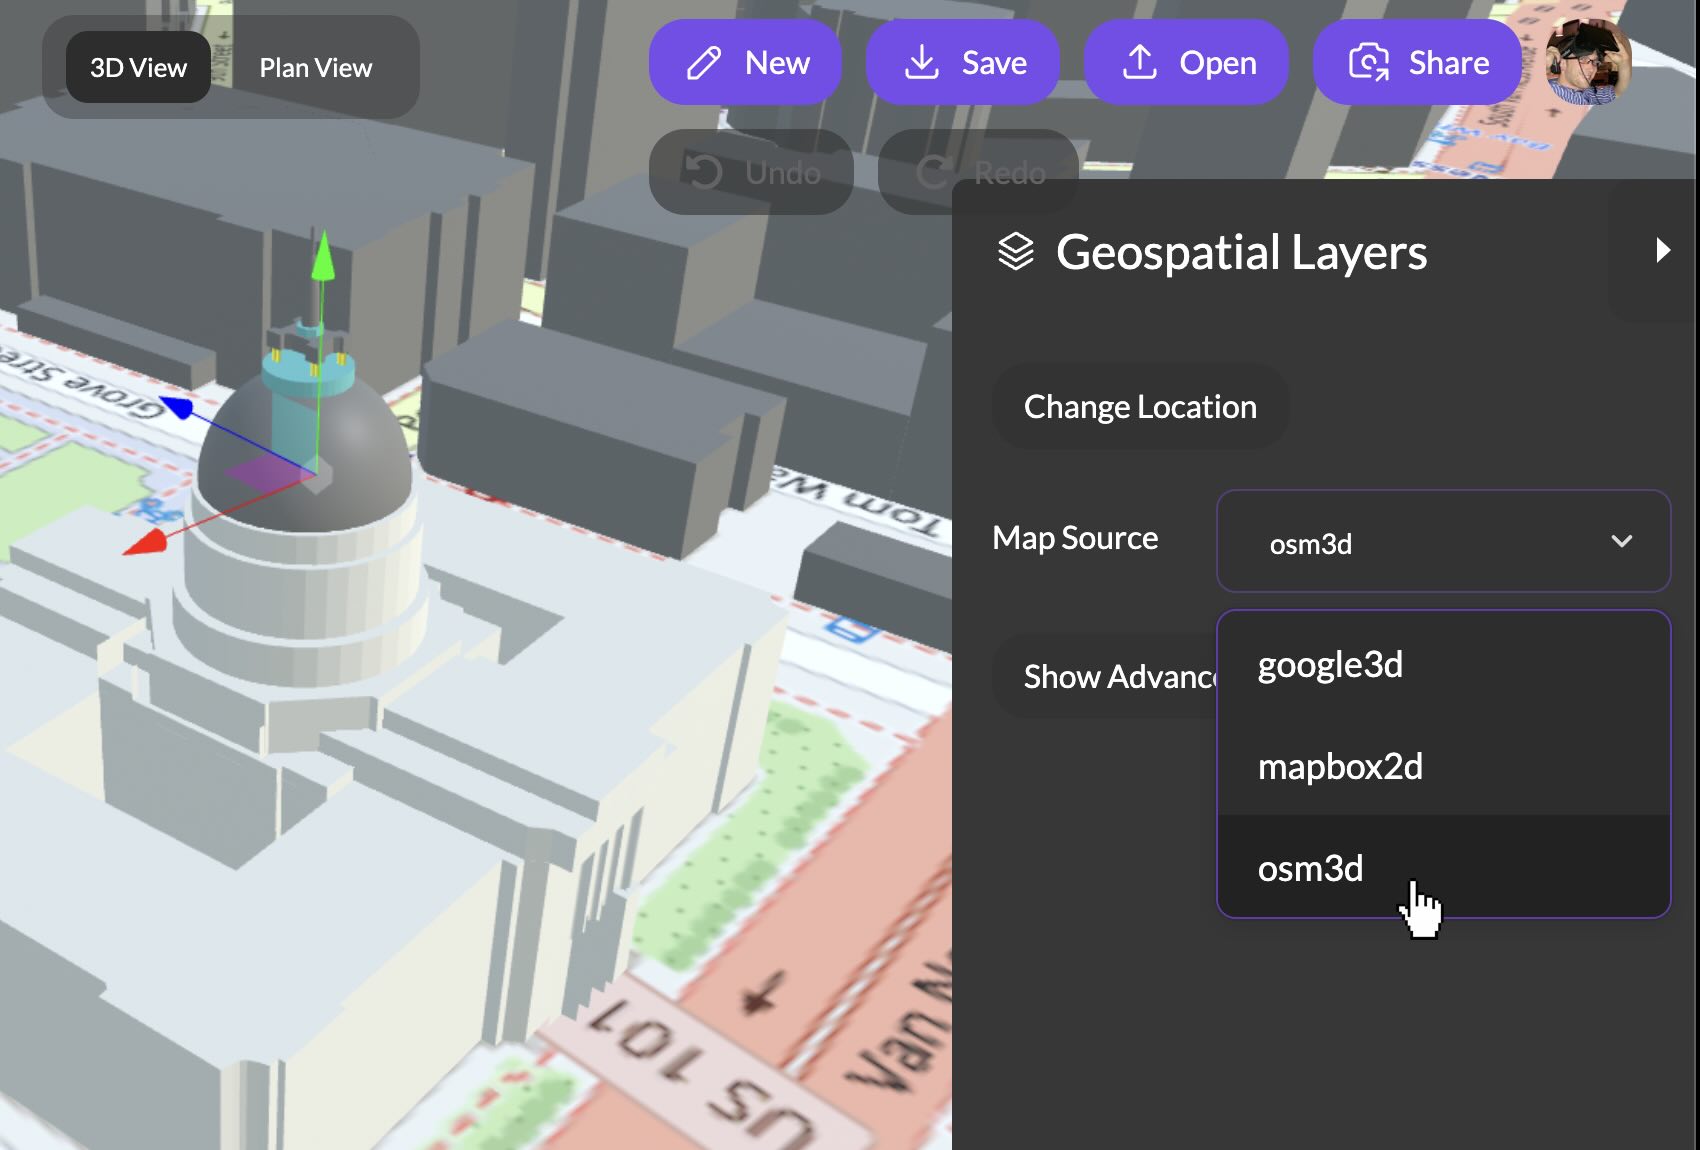 3D View
Plan View
New
Save
Open
Share
Undo
Redo
Geospatial Layers
Change Location
Map Source
osm3d
Show Advanc
google3d
mapbox2d
osm3d
Grove Stre
Tom Wa
US 101
Van N